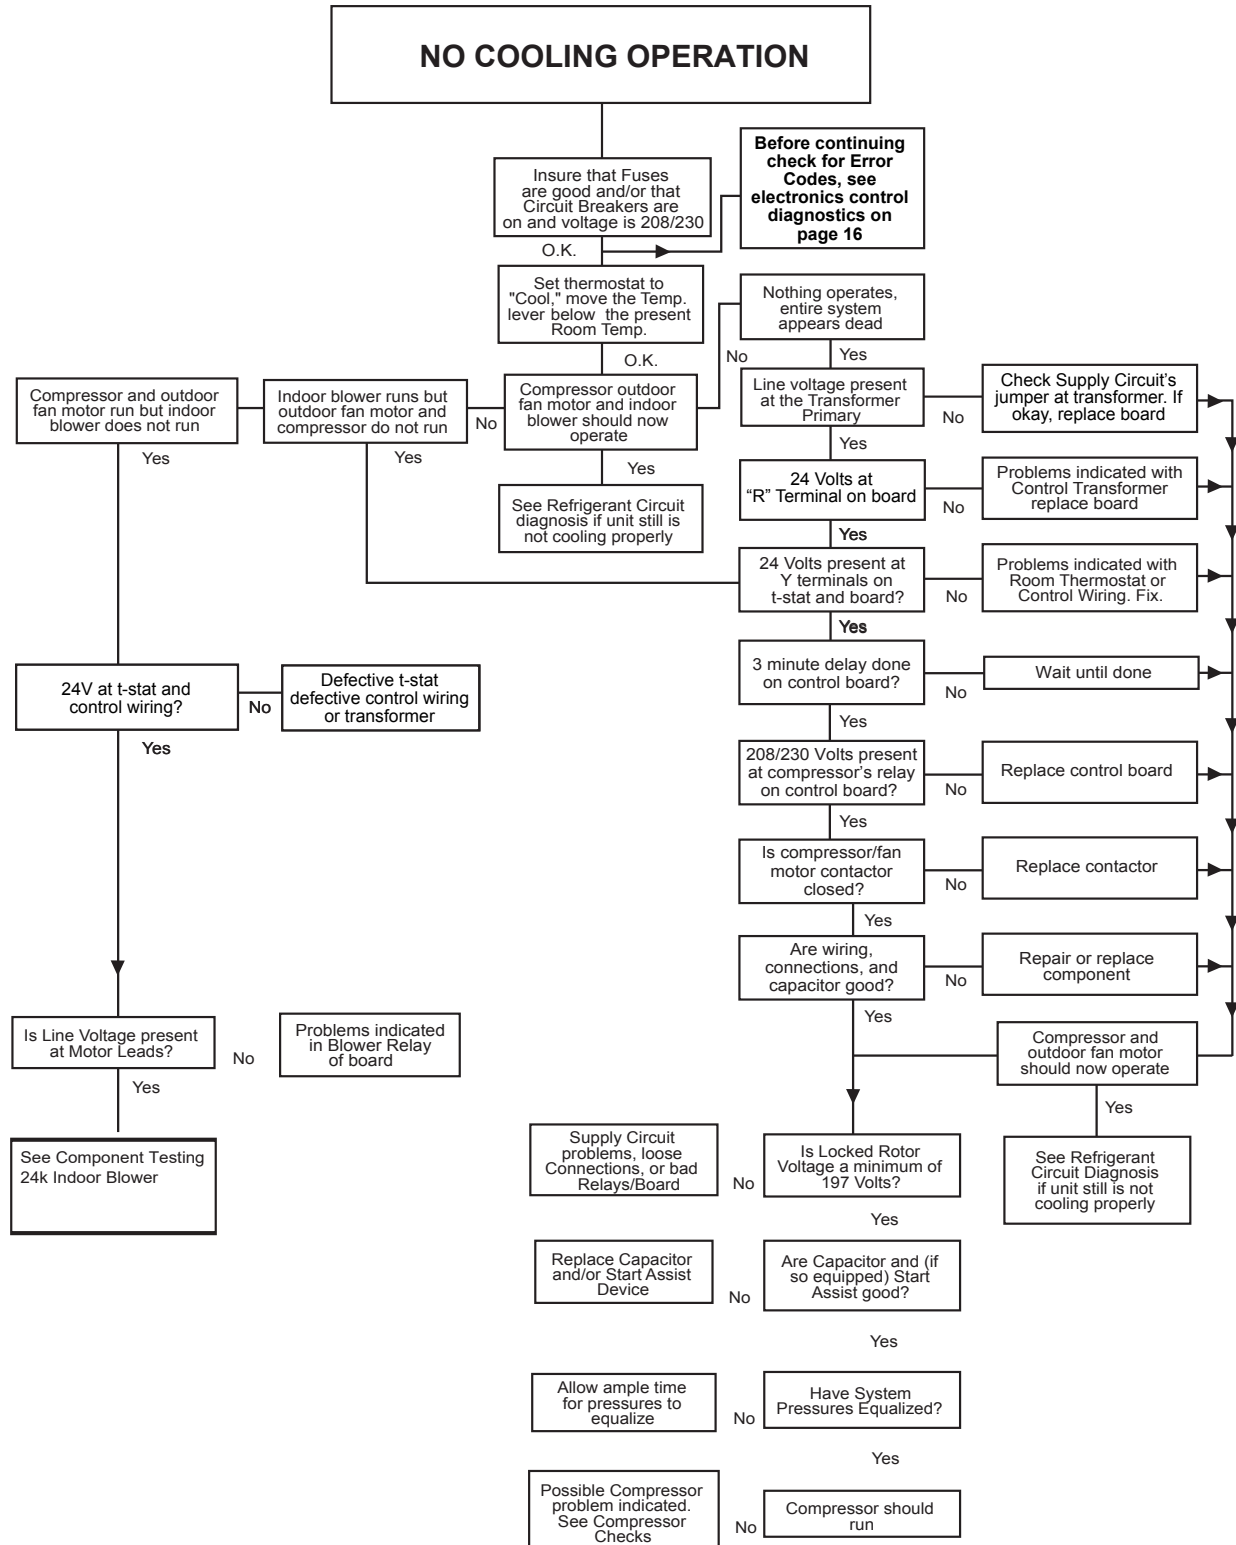 NO COOLING OPERATION
Before continuing
check for Error
Codes, see
electronics control
diagnostics on
page 16
Insure that Fuses
are good and/or that
Circuit Breakers are
on and voltage is 208/230
O.K.
Set thermostat to
"Cool," move the Temp.
lever below the present
Room Temp.
O.K.
Nothing operates,
entire system
appears dead
No
Yes
Compressor and outdoor
fan motor run but indoor
blower does not run
Yes
Indoor blower runs but
outdoor fan motor and
compressor do not run
No
Yes
Compressor outdoor
fan motor and indoor
blower should now
operate
Yes
See Refrigerant Circuit
diagnosis if unit still is
not cooling properly
Line voltage present
at the Transformer
Primary
No
Check Supply Circuit's
jumper at transformer. If
okay, replace board
Yes
24 Volts at
“R” Terminal on board
No
Problems indicated with
Control Transformer
replace board
Yes
24 Volts present at
Y terminals on
t-stat and board?
No
Problems indicated with
Room Thermostat or
Control Wiring. Fix.
Yes
24V at t-stat and
control wiring?
No
Defective t-stat
defective control wiring
or transformer
Yes
3 minute delay done
on control board?
No
Wait until done
Yes
208/230 Volts present
at compressor’s relay
on control board?
No
Replace control board
Yes
Is compressor/fan
motor contactor
closed?
No
Replace contactor
Yes
Are wiring,
connections, and
capacitor good?
No
Repair or replace
component
Yes
Is Line Voltage present
at Motor Leads?
No
Problems indicated
in Blower Relay
of board
Yes
See Component Testing
24k Indoor Blower
Compressor and
outdoor fan motor
should now operate
Yes
See Refrigerant
Circuit Diagnosis
if unit still is not
cooling properly
Supply Circuit
problems, loose
Connections, or bad
Relays/Board
No
Is Locked Rotor
Voltage a minimum of
197 Volts?
Yes
Replace Capacitor
and/or Start Assist
Device
No
Are Capacitor and (if
so equipped) Start
Assist good?
Yes
Allow ample time
for pressures to
equalize
No
Have System
Pressures Equalized?
Yes
Possible Compressor
problem indicated.
See Compressor
Checks
No
Compressor should
run